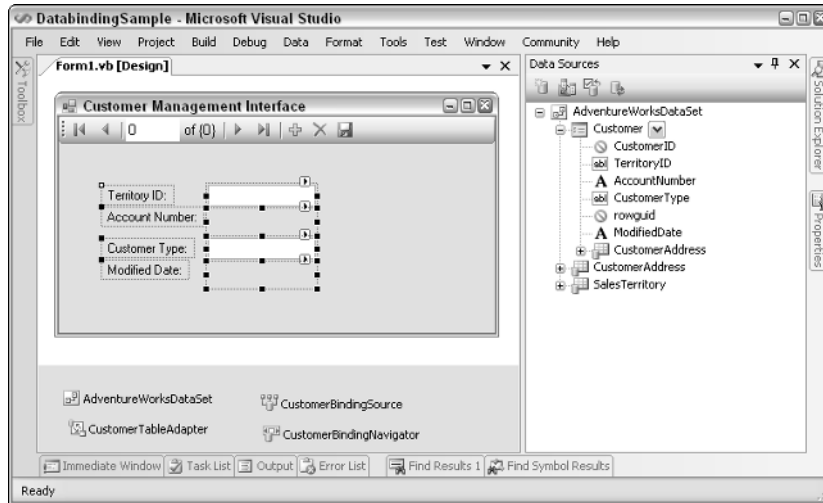 DatabindingSample - Microsoft Visual Studio
File Edit View Project Build Debug Data Format Tools Test Window Community Help
Toolbox
Form1.vb [Design]
Customer Management Interface
0 of {0}
Territory ID:
Account Number:
Customer Type:
Modified Date:
AdventureWorksDataSet
CustomerBindingSource
CustomerTableAdapter
CustomerBindingNavigator
Data Sources
AdventureWorksDataSet
Customer
CustomerID
abl TerritoryID
A AccountNumber
abl CustomerType
rowguid
A ModifiedDate
CustomerAddress
CustomerAddress
SalesTerritory
Solution Explorer
Properties
Immediate Window Task List Output Error List Find Results 1 Find Symbol Results
Ready